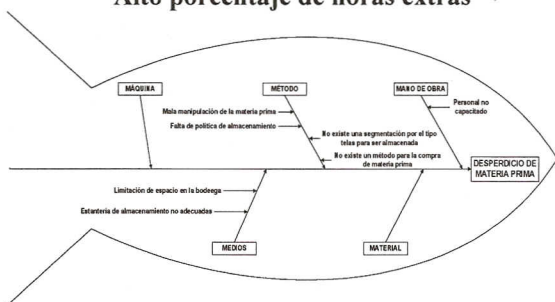 Alto porcentaje de horas extras
MÁQUINA
MÉTODO
MANO DE OBRA
Mala manipulación de la materia prima
Falta de política de almacenamiento
No existe una segmentación por el tipo
telas para ser almacenada
No existe un método para la compra
de materia prima
Personal no
capacitado
DESPERDICIO DE
MATERIA PRIMA
Limitación de espacio en la bodeega
Estantería de almacenamiento no adecuadas
MEDIOS
MATERIAL